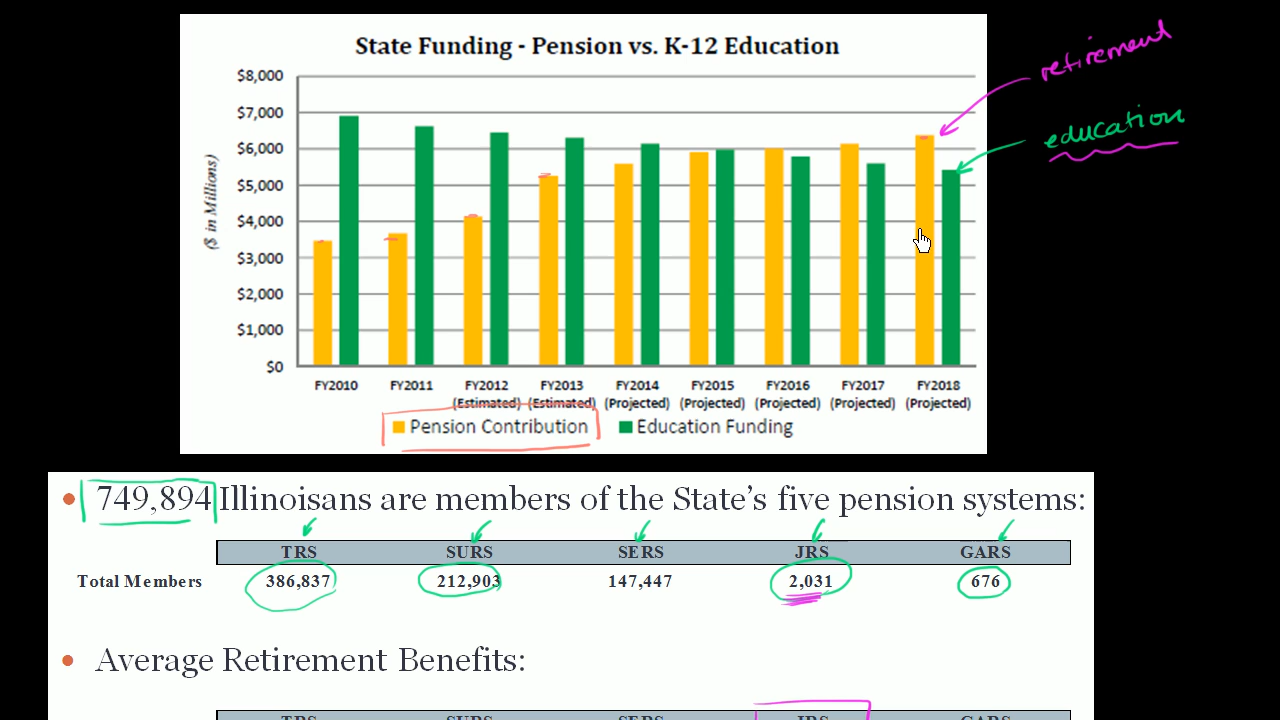 State Funding - Pension vs. K-12 Education
retirement
education
($ in Millions)
$8,000
$7,000
$6,000
$5,000
$4,000
$3,000
$2,000
$1,000
$0
FY2010 FY2011 FY2012 FY2013 FY2014 FY2015 FY2016 FY2017 FY2018
(Estimated) (Estimated) (Projected) (Projected) (Projected) (Projected) (Projected)
Pension Contribution Education Funding
• 749,894 Illinoisans are members of the State's five pension systems:
TRS SURS SERS JRS GARS
Total Members 386,837 212,903 147,447 2,031 676
• Average Retirement Benefits:
TRS SURS SERS JRS GARS